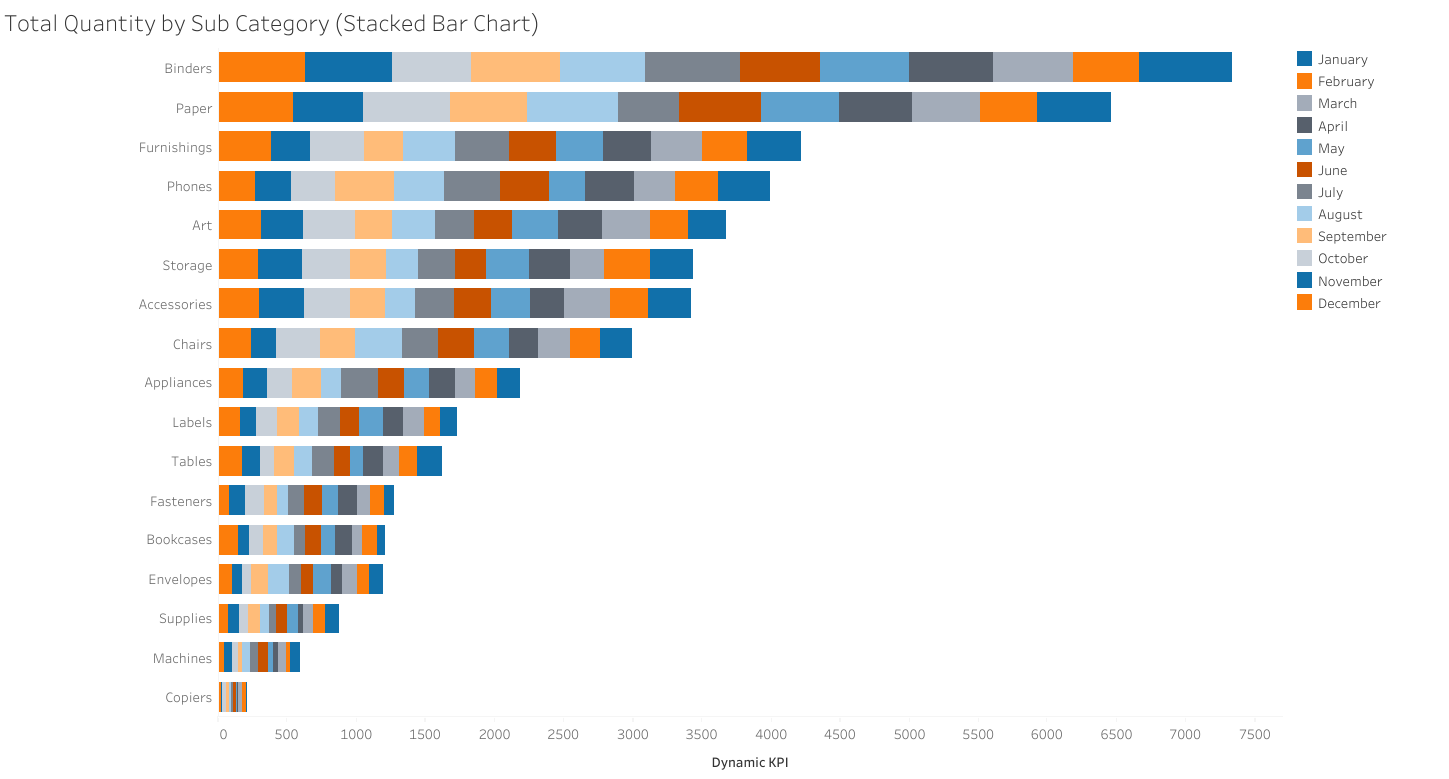 Total Quantity by Sub Category (Stacked Bar Chart)
Binders
Paper
Furnishings
Phones
Art
Storage
Accessories
Chairs
Appliances
Labels
Tables
Fasteners
Bookcases
Envelopes
Supplies
Machines
Copiers
0 500 1000 1500 2000 2500 3000 3500 4000 4500 5000 5500 6000 6500 7000 7500
Dynamic KPI
January
February
March
April
May
June
July
August
September
October
November
December